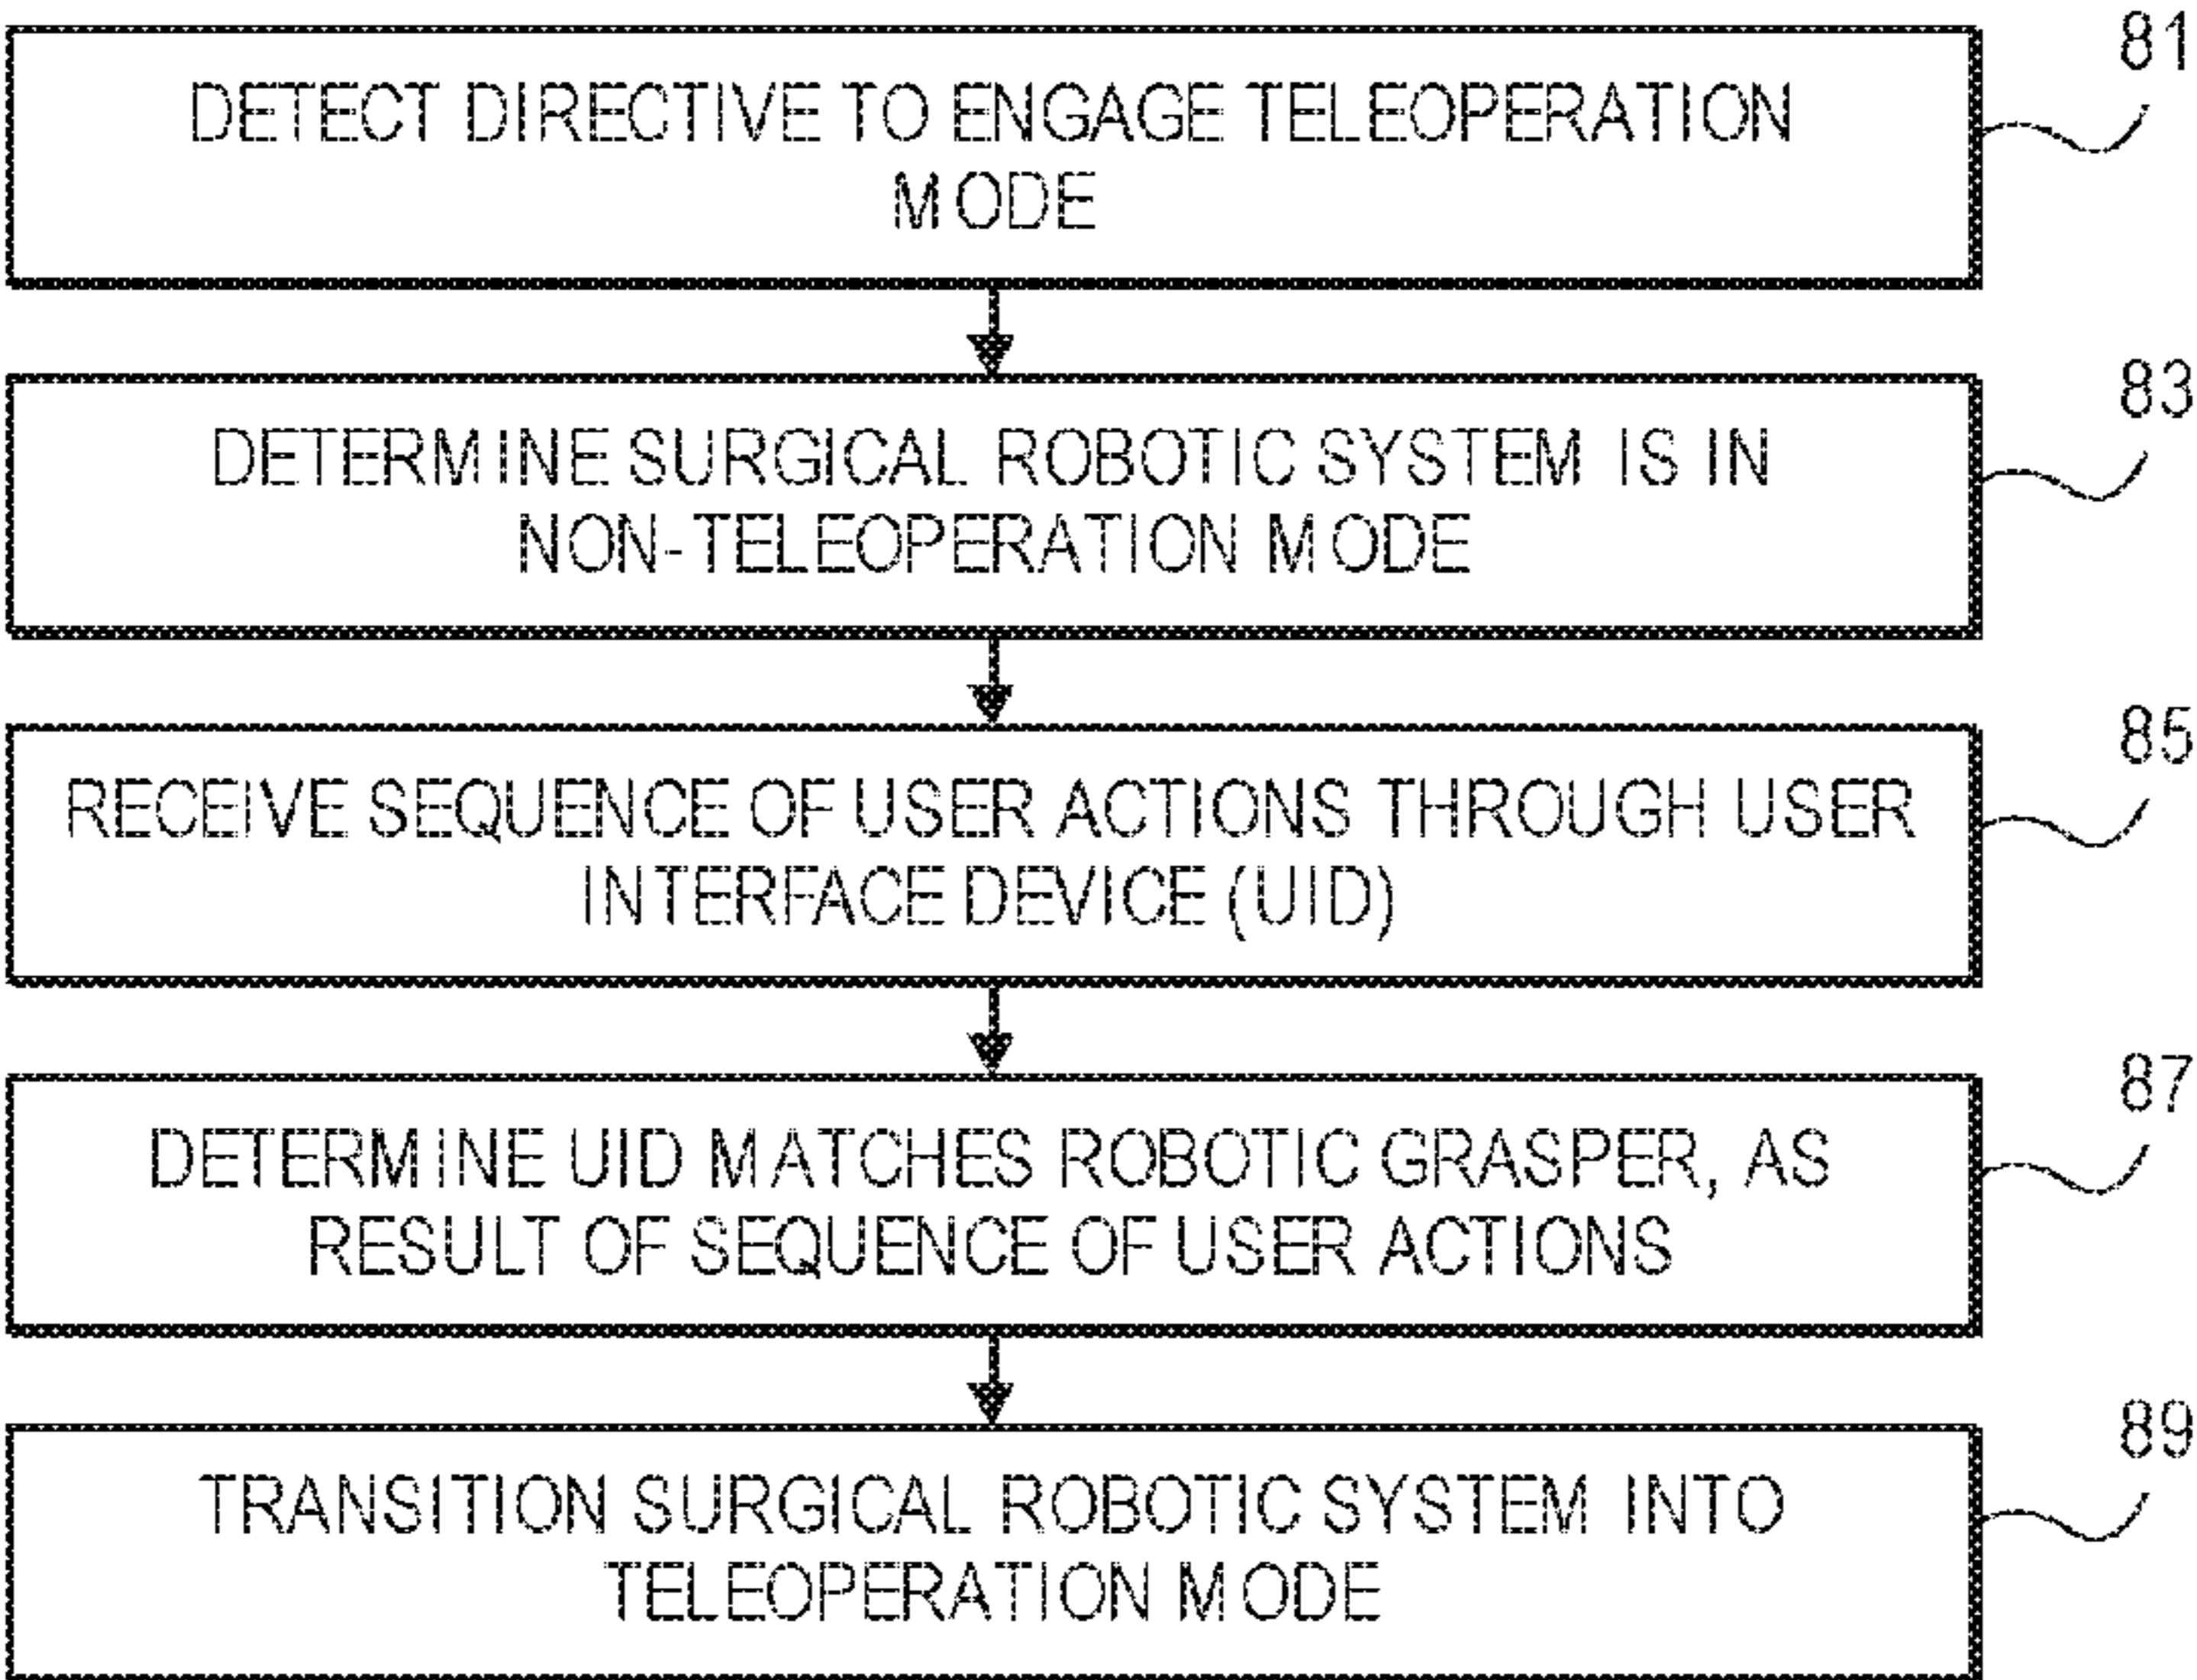 81
DETECT DIRECTIVE TO ENGAGE TELEOPERATION
MODE
83
DETERMINE SURGICAL ROBOTIC SYSTEM IS IN
NON-TELEOPERATION MODE
85
RECEIVE SEQUENCE OF USER ACTIONS THROUGH USER
INTERFACE DEVICE (UID)
87
DETERMINE UID MATCHES ROBOTIC GRASPER, AS
RESULT OF SEQUENCE OF USER ACTIONS
89
TRANSITION SURGICAL ROBOTIC SYSTEM INTO
TELEOPERATION MODE